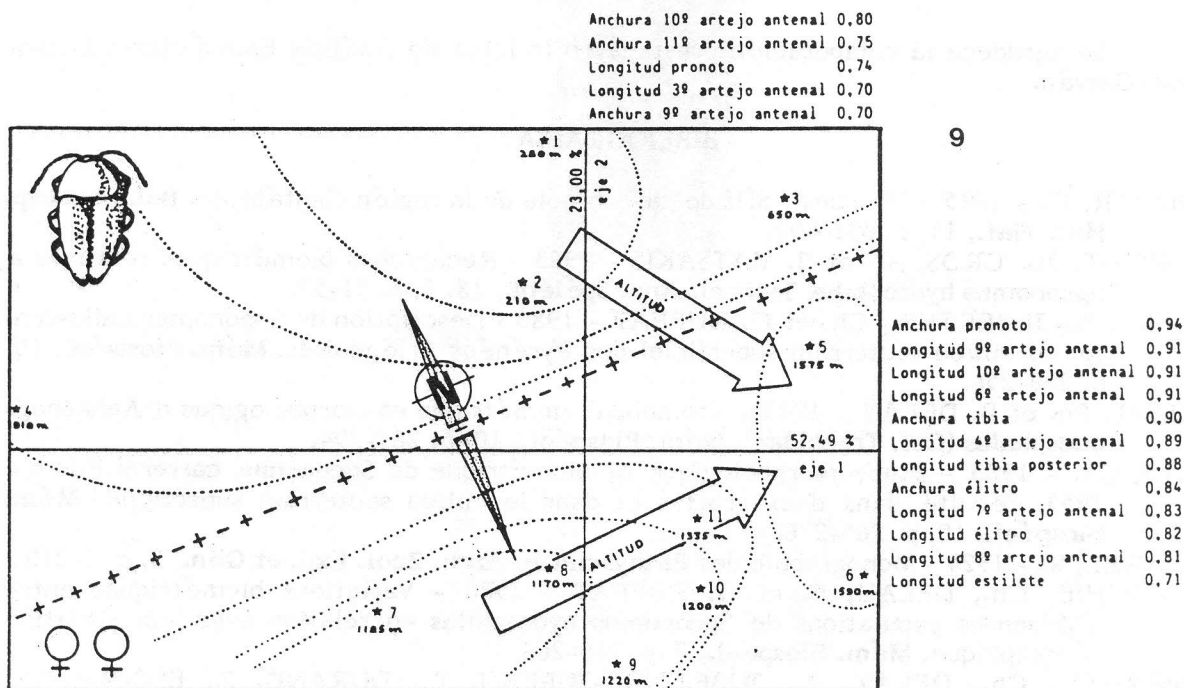 Anchura 10º artejo antenal 0,80
Anchura 11º artejo antenal 0,75
Longitud pronoto 0,74
Longitud 3º artejo antenal 0,70
Anchura 9º artejo antenal 0,70
9
★1
280 m
23,00 %
eje 2
★3
650 m
★2
210 m
ALTITUD
★5
1575 m
810 m
52,49 %
eje 1
Anchura pronoto 0,94
Longitud 9º artejo antenal 0,91
Longitud 10º artejo antenal 0,91
Longitud 6º artejo antenal 0,91
Anchura tibia 0,90
Longitud 4º artejo antenal 0,89
Longitud tibia posterior 0,88
Anchura élitro 0,84
Longitud 7º artejo antenal 0,83
Longitud élitro 0,82
Longitud 8º artejo antenal 0,81
Longitud estilete 0,71
★11
1335 m
ALTITUD
★8
1170 m
★10
1200 m
6★
1590 m
★7
1185 m
★9
1220 m
♀♀